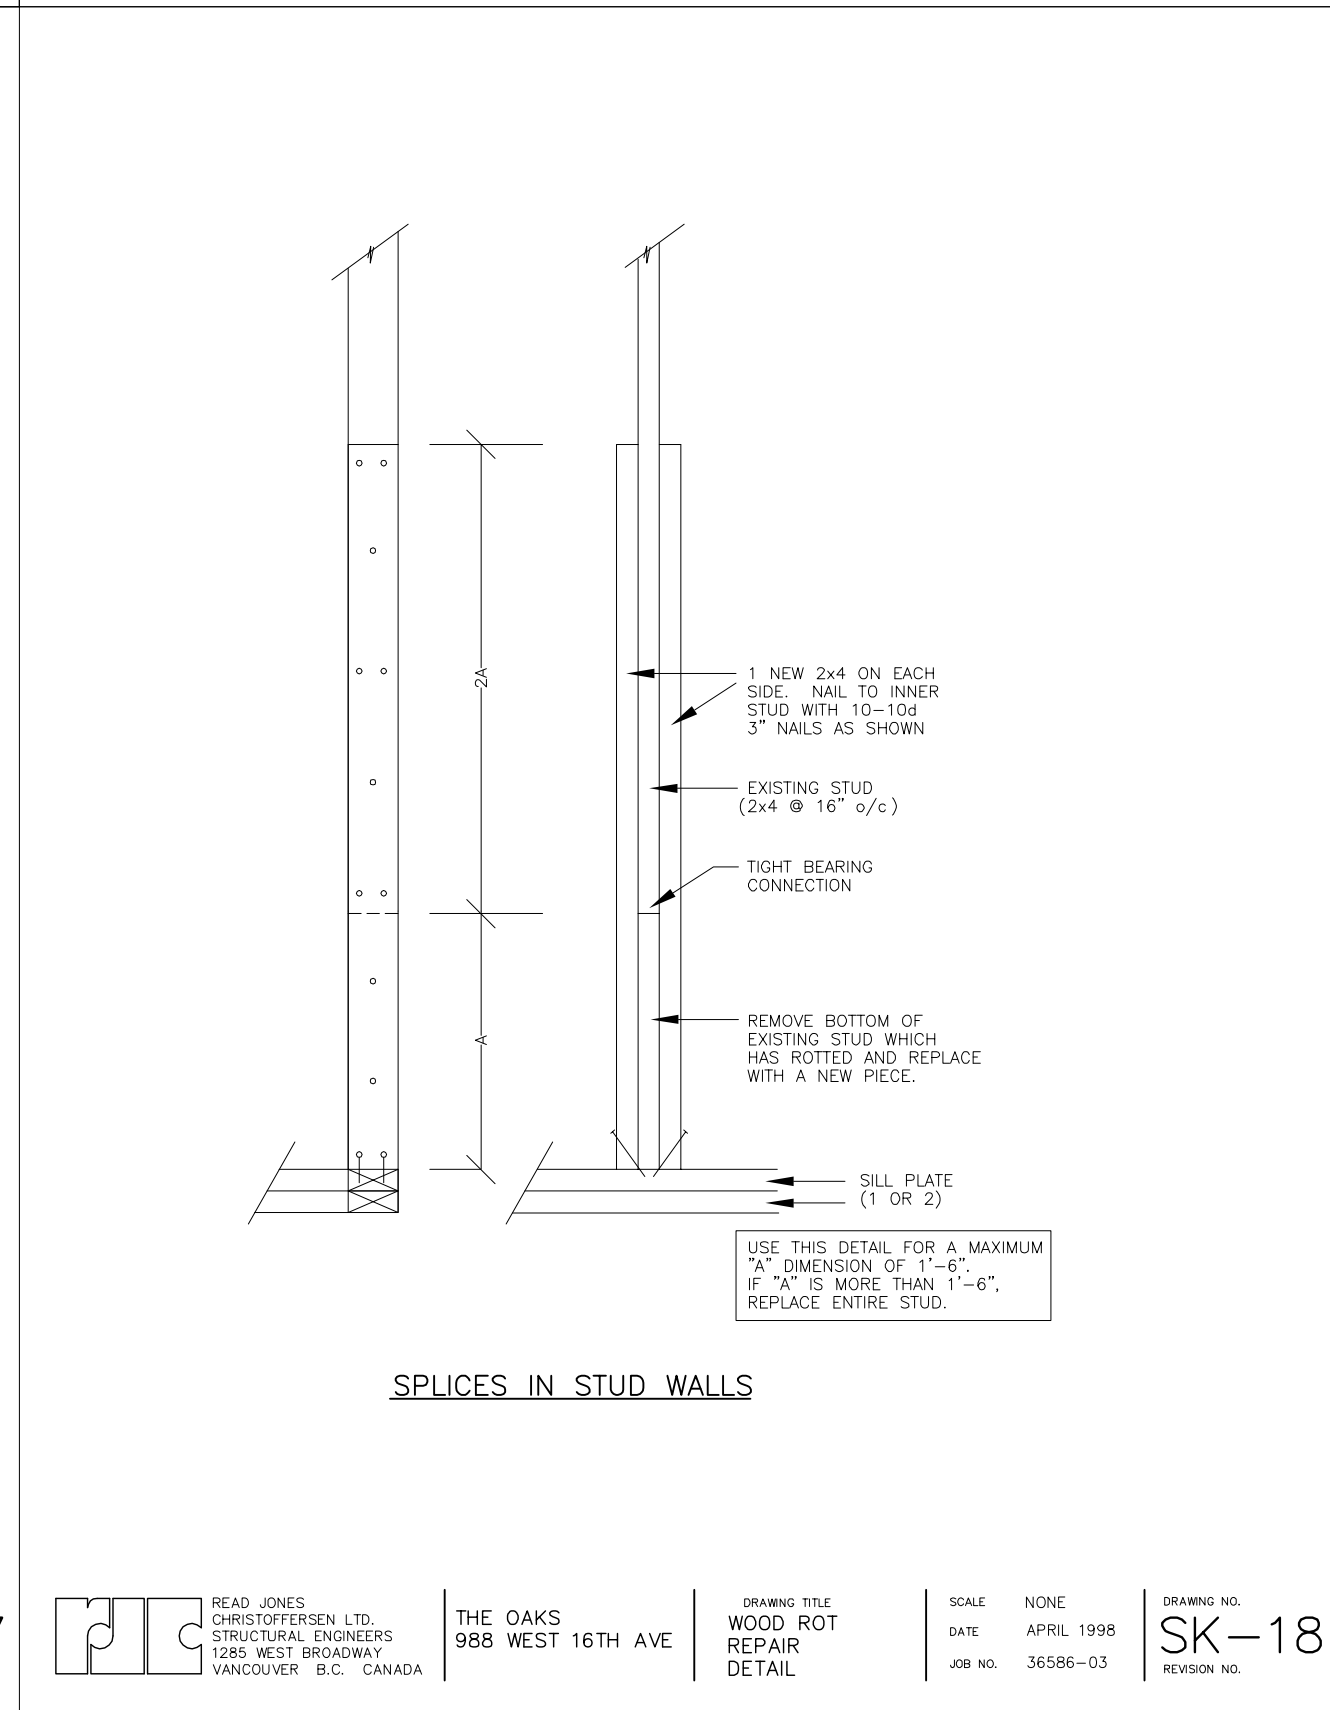 2A
A
1 NEW 2x4 ON EACH
SIDE. NAIL TO INNER
STUD WITH 10-10d
3" NAILS AS SHOWN
EXISTING STUD
(2x4 @ 16" o/c)
TIGHT BEARING
CONNECTION
REMOVE BOTTOM OF
EXISTING STUD WHICH
HAS ROTTED AND REPLACE
WITH A NEW PIECE.
SILL PLATE
(1 OR 2)
USE THIS DETAIL FOR A MAXIMUM
"A" DIMENSION OF 1'-6".
IF "A" IS MORE THAN 1'-6",
REPLACE ENTIRE STUD.
SPLICES IN STUD WALLS
rjc
READ JONES
CHRISTOFFERSEN LTD.
STRUCTURAL ENGINEERS
1285 WEST BROADWAY
VANCOUVER B.C. CANADA
THE OAKS
988 WEST 16TH AVE
DRAWING TITLE
WOOD ROT
REPAIR
DETAIL
SCALE NONE
DATE APRIL 1998
JOB NO. 36586-03
DRAWING NO.
SK-18
REVISION NO.